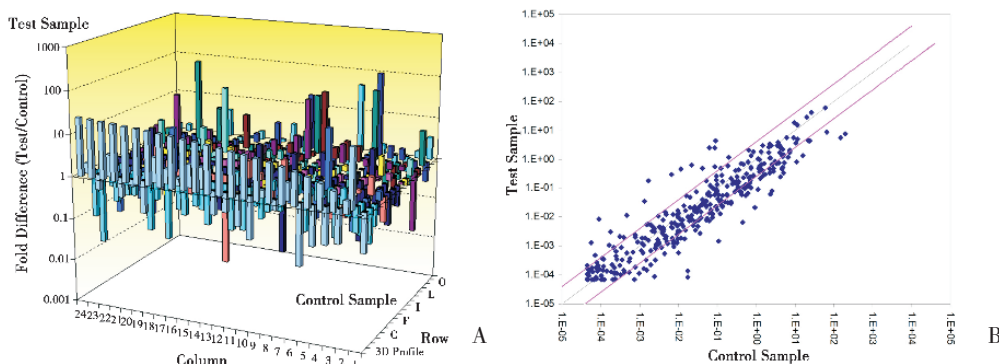 Test Sample
1000
100
10
1
0.1
0.01
0.001
Fold Difference (Test/Control)
24 23 22 21 20 19 18 17 16 15 14 13 12 11 10 9 8 7 6 5 4 3 2 1
Column
Control Sample
O
L
I
F
C
Row
3D Profile
A
1.E+05
1.E+04
1.E+03
1.E+02
1.E+01
1.E+00
1.E-01
1.E-02
1.E-03
1.E-04
1.E-05
Test Sample
1.E-05
1.E-04
1.E-03
1.E-02
1.E-01
1.E+00
1.E+01
1.E+02
1.E+03
1.E+04
1.E+05
Control Sample
B